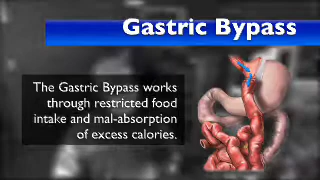 Gastric Bypass
The Gastric Bypass works
through restricted food
intake and mal-absorption
of excess calories.